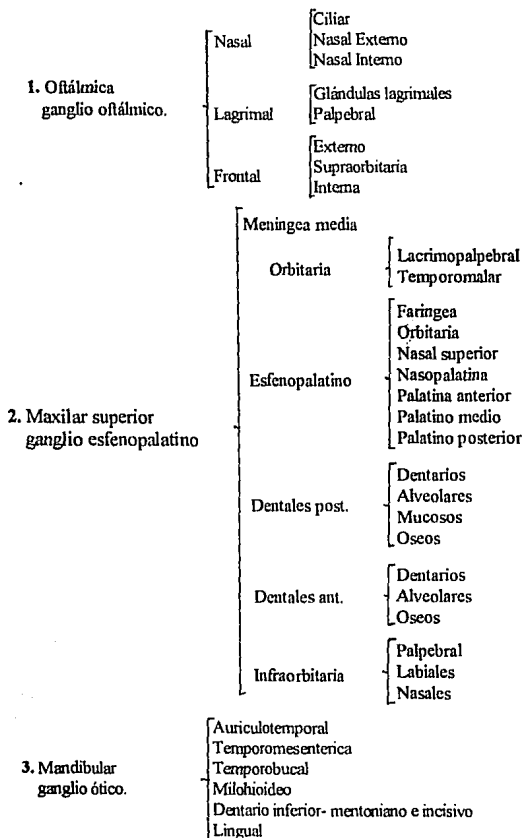 1. Oftálmica
ganglio oftálmico.
Nasal
Ciliar
Nasal Externo
Nasal Interno
Lagrimal
Glándulas lagrimales
Palpebral
Frontal
Externo
Supraorbitaria
Interna
2. Maxilar superior
ganglio esfenopalatino
Meningea media
Orbitaria
Lacrimopalpebral
Temporomalar
Esfenopalatino
Faringea
Orbitaria
Nasal superior
Nasopalatina
Palatina anterior
Palatino medio
Palatino posterior
Dentales post.
Dentarios
Alveolares
Mucosos
Oseos
Dentales ant.
Dentarios
Alveolares
Oseos
Infraorbitaria
Palpebral
Labiales
Nasales
3. Mandibular
ganglio ótico.
Auriculotemporal
Temporomesenterica
Temporobucal
Milohioideo
Dentario inferior- mentoniano e incisivo
Lingual